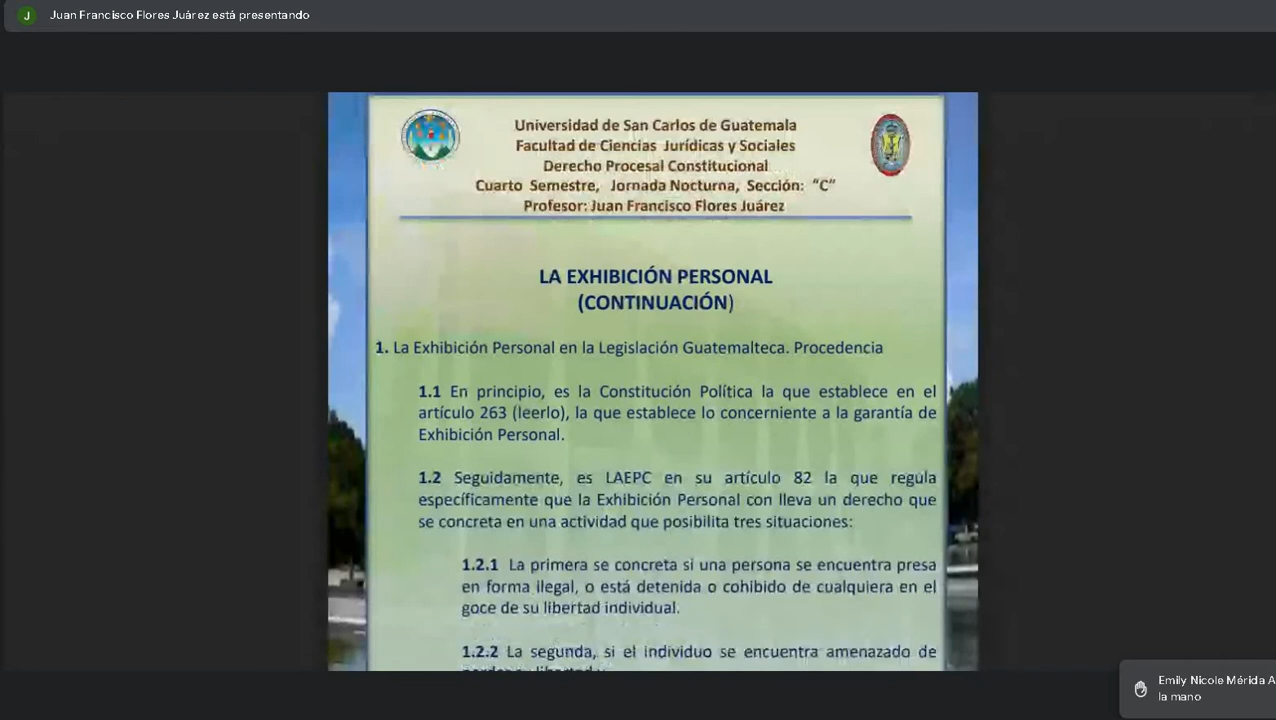 J Juan Francisco Flores Juárez está presentando
Universidad de San Carlos de Guatemala
Facultad de Ciencias Jurídicas y Sociales
Derecho Procesal Constitucional
Cuarto Semestre, Jornada Nocturna, Sección: “C”
Profesor: Juan Francisco Flores Juárez
LA EXHIBICIÓN PERSONAL
(CONTINUACIÓN)
1. La Exhibición Personal en la Legislación Guatemalteca. Procedencia
1.1 En principio, es la Constitución Política la que establece en el
artículo 263 (leerlo), la que establece lo concerniente a la garantía de
Exhibición Personal.
1.2 Seguidamente, es LAEPC en su artículo 82 la que regula
específicamente que la Exhibición Personal con lleva un derecho que
se concreta en una actividad que posibilita tres situaciones:
1.2.1 La primera se concreta si una persona se encuentra presa
en forma ilegal, o está detenida o cohibido de cualquiera en el
goce de su libertad individual.
1.2.2 La segunda, si el individuo se encuentra amenazado de
Emily Nicole Mérida A
la mano